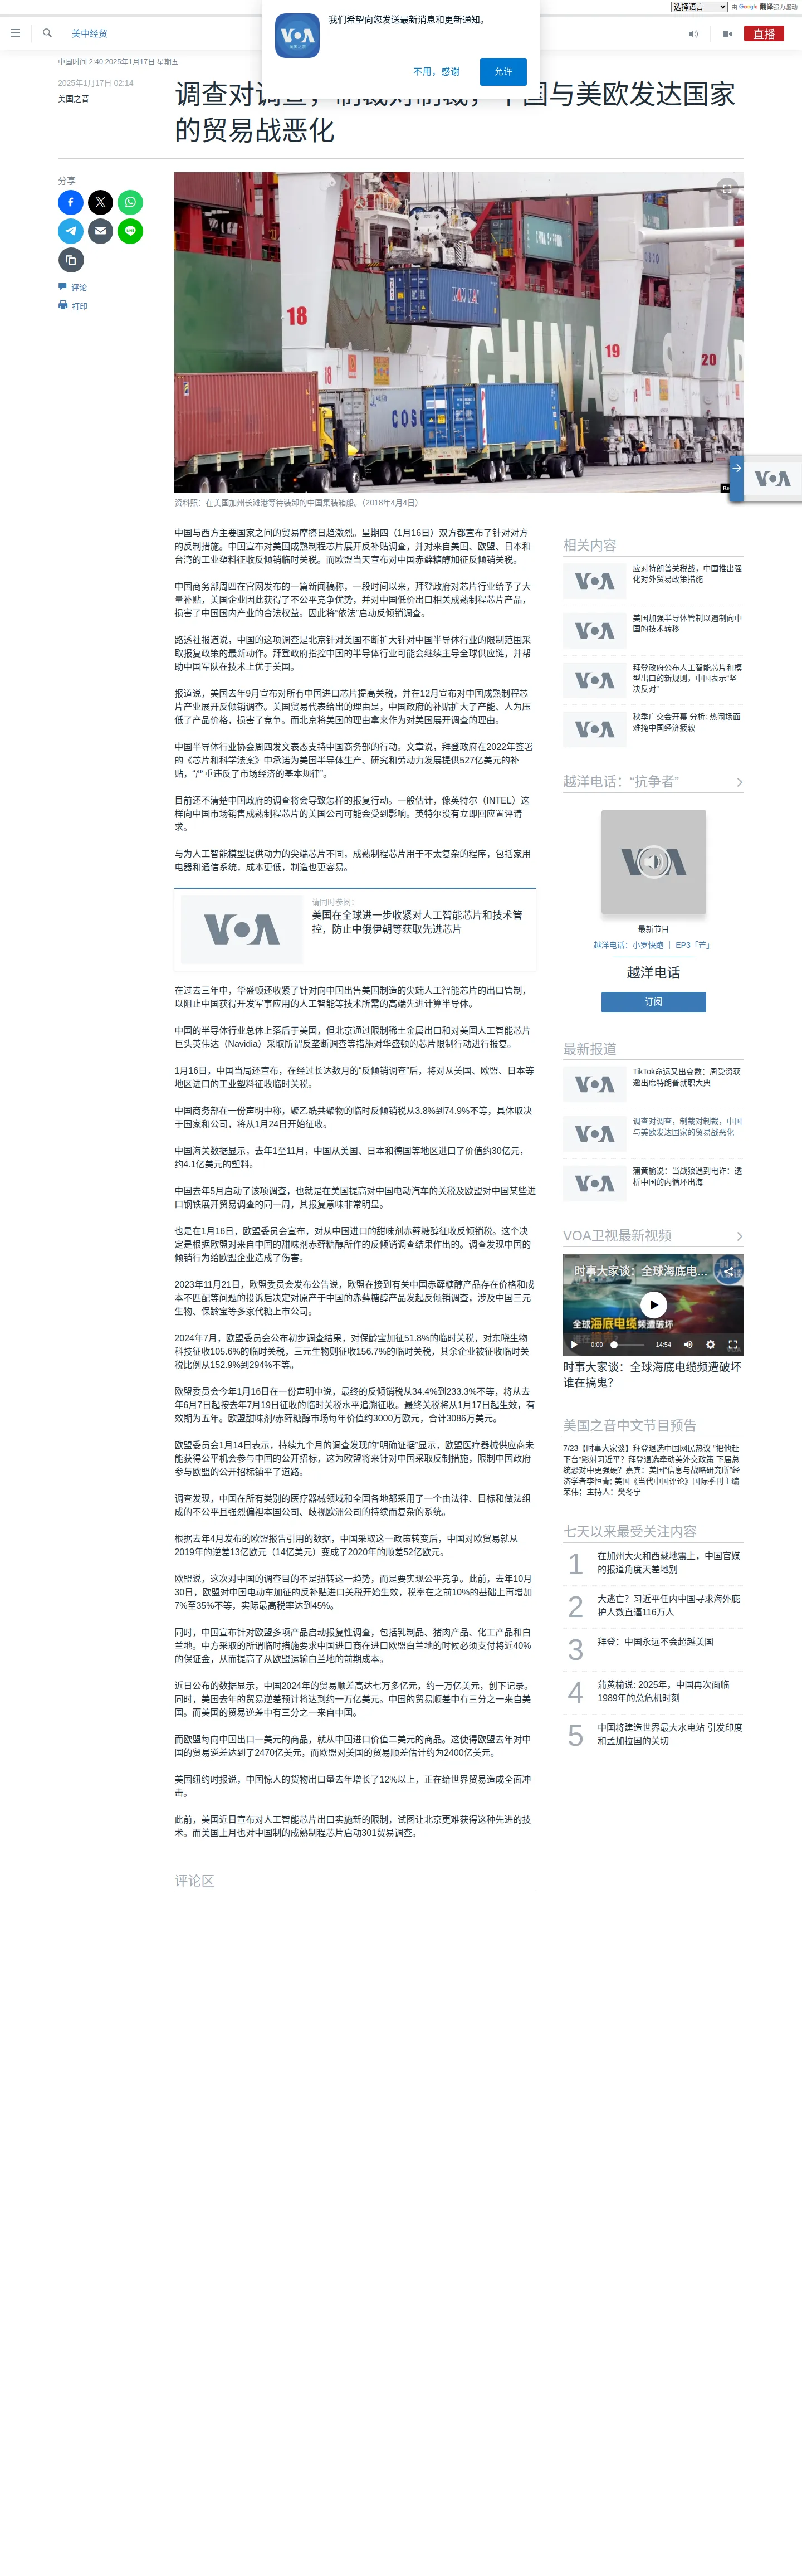 选择语言
由 Google 翻译强力驱动
我们希望向您发送最新消息和更新通知。
不用，感谢
允许
美中经贸
直播
中国时间 2:40 2025年1月17日 星期五
2025年1月17日 02:14
美国之音
调查对调查，制裁对制裁，中国与美欧发达国家
的贸易战恶化
分享
评论
打印
18
18
19
20
CHINA SHIPPING
COSCO
资料照：在美国加州长滩港等待装卸的中国集装箱船。（2018年4月4日）
中国与西方主要国家之间的贸易摩擦日趋激烈。星期四（1月16日）双方都宣布了针对对方
的反制措施。中国宣布对美国成熟制程芯片展开反补贴调查，并对来自美国、欧盟、日本和
台湾的工业塑料征收反倾销临时关税。而欧盟当天宣布对中国赤藓糖醇加征反倾销关税。
中国商务部周四在官网发布的一篇新闻稿称，一段时间以来，拜登政府对芯片行业给予了大
量补贴，美国企业因此获得了不公平竞争优势，并对中国低价出口相关成熟制程芯片产品，
损害了中国国内产业的合法权益。因此将“依法”启动反倾销调查。
路透社报道说，中国的这项调查是北京针对美国不断扩大针对中国半导体行业的限制范围采
取报复政策的最新动作。拜登政府指控中国的半导体行业可能会继续主导全球供应链，并帮
助中国军队在技术上优于美国。
报道说，美国去年9月宣布对所有中国进口芯片提高关税，并在12月宣布对中国成熟制程芯
片产业展开反倾销调查。美国贸易代表给出的理由是，中国政府的补贴扩大了产能、人为压
低了产品价格，损害了竞争。而北京将美国的理由拿来作为对美国展开调查的理由。
中国半导体行业协会周四发文表态支持中国商务部的行动。文章说，拜登政府在2022年签署
的《芯片和科学法案》中承诺为美国半导体生产、研究和劳动力发展提供527亿美元的补
贴，“严重违反了市场经济的基本规律”。
目前还不清楚中国政府的调查将会导致怎样的报复行动。一般估计，像英特尔（INTEL）这
样向中国市场销售成熟制程芯片的美国公司可能会受到影响。英特尔没有立即回应置评请
求。
与为人工智能模型提供动力的尖端芯片不同，成熟制程芯片用于不太复杂的程序，包括家用
电器和通信系统，成本更低，制造也更容易。
请同时参阅：
美国在全球进一步收紧对人工智能芯片和技术管
控，防止中俄伊朝等获取先进芯片
在过去三年中，华盛顿还收紧了针对向中国出售美国制造的尖端人工智能芯片的出口管制，
以阻止中国获得开发军事应用的人工智能等技术所需的高端先进计算半导体。
中国的半导体行业总体上落后于美国，但北京通过限制稀土金属出口和对美国人工智能芯片
巨头英伟达（Navidia）采取所谓反垄断调查等措施对华盛顿的芯片限制行动进行报复。
1月16日，中国当局还宣布，在经过长达数月的“反倾销调查”后，将对从美国、欧盟、日本等
地区进口的工业塑料征收临时关税。
中国商务部在一份声明中称，聚乙酰共聚物的临时反倾销税从3.8%到74.9%不等，具体取决
于国家和公司，将从1月24日开始征收。
中国海关数据显示，去年1至11月，中国从美国、日本和德国等地区进口了价值约30亿元，
约4.1亿美元的塑料。
中国去年5月启动了该项调查，也就是在美国提高对中国电动汽车的关税及欧盟对中国某些进
口钢铁展开贸易调查的同一周，其报复意味非常明显。
也是在1月16日，欧盟委员会宣布，对从中国进口的甜味剂赤藓糖醇征收反倾销税。这个决
定是根据欧盟对来自中国的甜味剂赤藓糖醇所作的反倾销调查结果作出的。调查发现中国的
倾销行为给欧盟企业造成了伤害。
2023年11月21日，欧盟委员会发布公告说，欧盟在接到有关中国赤藓糖醇产品存在价格和成
本不匹配等问题的投诉后决定对原产于中国的赤藓糖醇产品发起反倾销调查，涉及中国三元
生物、保龄宝等多家代糖上市公司。
2024年7月，欧盟委员会公布初步调查结果，对保龄宝加征51.8%的临时关税，对东晓生物
科技征收105.6%的临时关税，三元生物则征收156.7%的临时关税，其余企业被征收临时关
税比例从152.9%到294%不等。
欧盟委员会今年1月16日在一份声明中说，最终的反倾销税从34.4%到233.3%不等，将从去
年6月7日起按去年7月19日征收的临时关税水平追溯征收。最终关税将从1月17日起生效，有
效期为五年。欧盟甜味剂/赤藓糖醇市场每年价值约3000万欧元，合计3086万美元。
欧盟委员会1月14日表示，持续九个月的调查发现的“明确证据”显示，欧盟医疗器械供应商未
能获得公平机会参与中国的公开招标，这为欧盟将来针对中国采取反制措施，限制中国政府
参与欧盟的公开招标铺平了道路。
调查发现，中国在所有类别的医疗器械领域和全国各地都采用了一个由法律、目标和做法组
成的不公平且强烈偏袒本国公司、歧视欧洲公司的持续而复杂的系统。
根据去年4月发布的欧盟报告引用的数据，中国采取这一政策转变后，中国对欧贸易就从
2019年的逆差13亿欧元（14亿美元）变成了2020年的顺差52亿欧元。
欧盟说，这次对中国的调查目的不是扭转这一趋势，而是要实现公平竞争。此前，去年10月
30日，欧盟对中国电动车加征的反补贴进口关税开始生效，税率在之前10%的基础上再增加
7%至35%不等，实际最高税率达到45%。
同时，中国宣布针对欧盟多项产品启动报复性调查，包括乳制品、猪肉产品、化工产品和白
兰地。中方采取的所谓临时措施要求中国进口商在进口欧盟白兰地的时候必须支付将近40%
的保证金，从而提高了从欧盟运输白兰地的前期成本。
近日公布的数据显示，中国2024年的贸易顺差高达七万多亿元，约一万亿美元，创下记录。
同时，美国去年的贸易逆差预计将达到约一万亿美元。中国的贸易顺差中有三分之一来自美
国。而美国的贸易逆差中有三分之一来自中国。
而欧盟每向中国出口一美元的商品，就从中国进口价值二美元的商品。这使得欧盟去年对中
国的贸易逆差达到了2470亿美元，而欧盟对美国的贸易顺差估计约为2400亿美元。
美国纽约时报说，中国惊人的货物出口量去年增长了12%以上，正在给世界贸易造成全面冲
击。
此前，美国近日宣布对人工智能芯片出口实施新的限制，试图让北京更难获得这种先进的技
术。而美国上月也对中国制的成熟制程芯片启动301贸易调查。
评论区
相关内容
应对特朗普关税战，中国推出强
化对外贸易政策措施
美国加强半导体管制以遏制向中
国的技术转移
拜登政府公布人工智能芯片和模
型出口的新规则，中国表示“坚
决反对”
秋季广交会开幕 分析: 热闹场面
难掩中国经济疲软
越洋电话：“抗争者”
最新节目
越洋电话：小罗快跑 ｜ EP3「芒」
越洋电话
订阅
最新报道
TikTok命运又出变数：周受资获
邀出席特朗普就职大典
调查对调查，制裁对制裁，中国
与美欧发达国家的贸易战恶化
蒲黄榆说：当战狼遇到电诈：透
析中国的内循环出海
VOA卫视最新视频
时事大家谈：全球海底电…
全球海底电缆频遭破坏
0:00
14:54
时事大家谈：全球海底电缆频遭破坏
谁在搞鬼？
美国之音中文节目预告
7/23【时事大家谈】拜登退选中国网民热议 “把他赶
下台”影射习近平？拜登退选牵动美外交政策 下届总
统恐对中更强硬？嘉宾：美国“信息与战略研究所”经
济学者李恒青; 美国《当代中国评论》国际季刊主编
荣伟；主持人：樊冬宁
七天以来最受关注内容
1
在加州大火和西藏地震上，中国官媒
的报道角度天差地别
2
大逃亡？习近平任内中国寻求海外庇
护人数直逼116万人
3
拜登：中国永远不会超越美国
4
蒲黄榆说: 2025年，中国再次面临
1989年的总危机时刻
5
中国将建造世界最大水电站 引发印度
和孟加拉国的关切